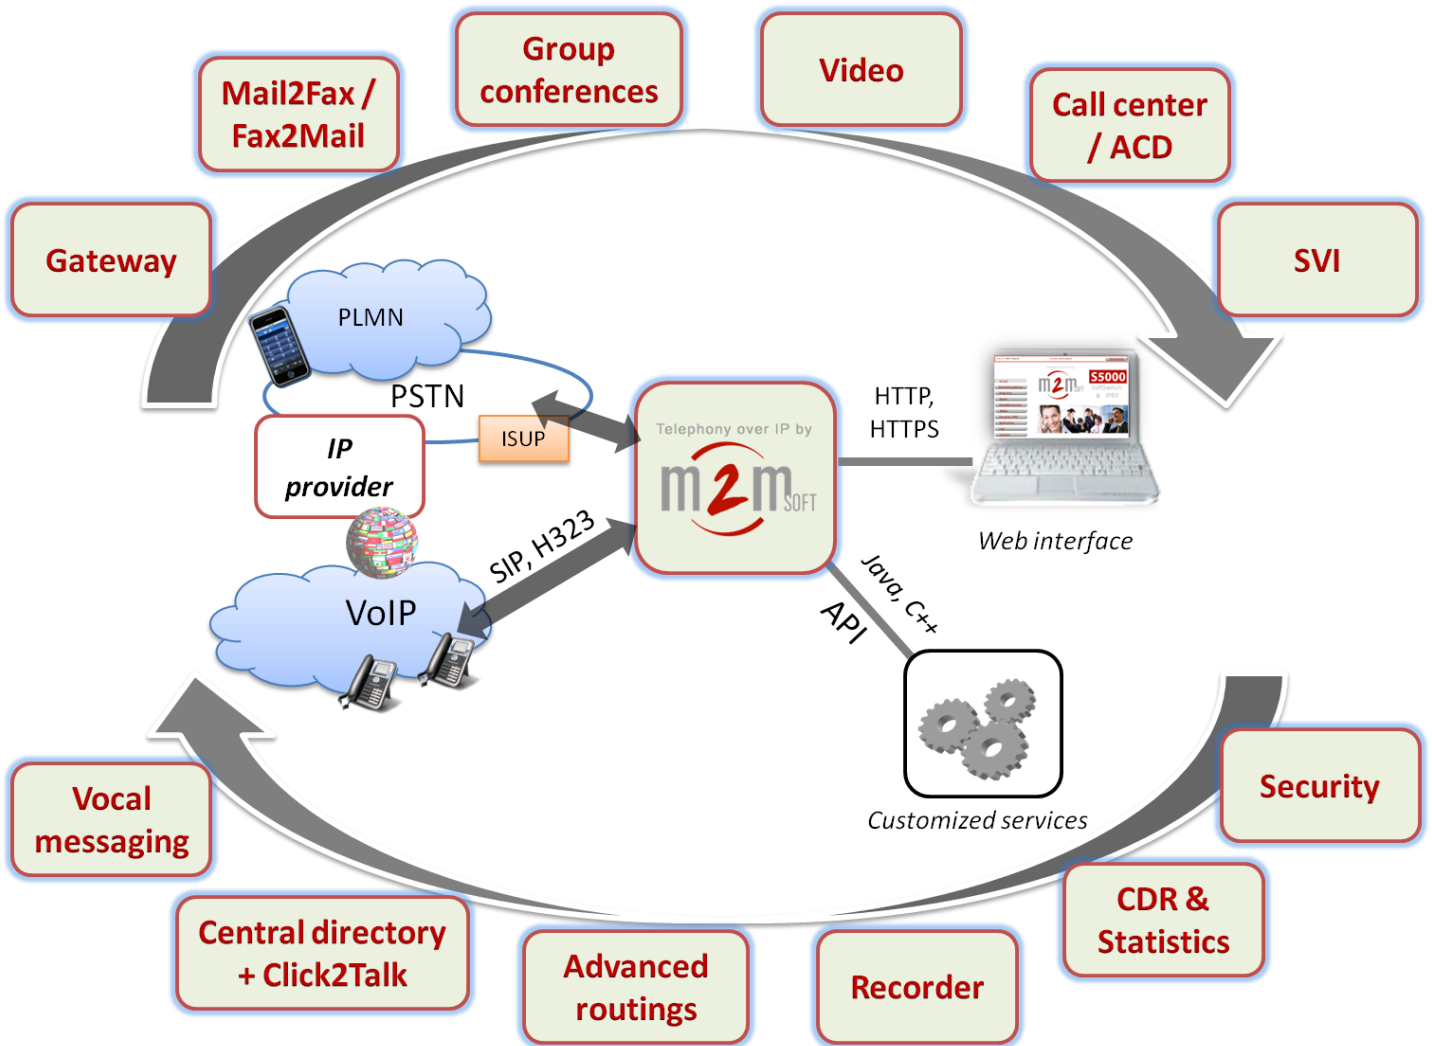 Group
conferences
Video
Mail2Fax /
Fax2Mail
Call center
/ ACD
Gateway
SVI
PLMN
PSTN
ISUP
IP
provider
Telephony over IP by
m2m
SOFT
HTTP,
HTTPS
m2m
S5000
Web interface
SIP, H323
VoIP
Java, C++
API
Customized services
Security
Vocal
messaging
CDR &
Statistics
Central directory
+ Click2Talk
Advanced
routings
Recorder